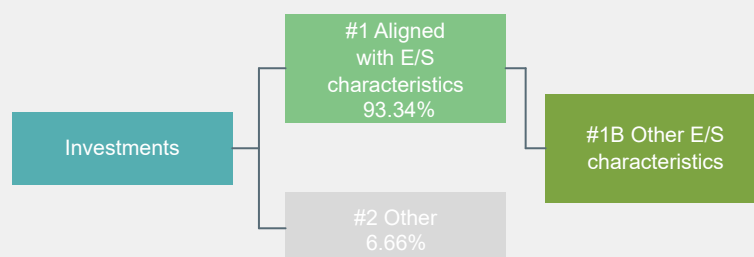 #1 Aligned
with E/S
characteristics
93.34%
Investments
#1B Other E/S
characteristics
#2 Other
6.66%